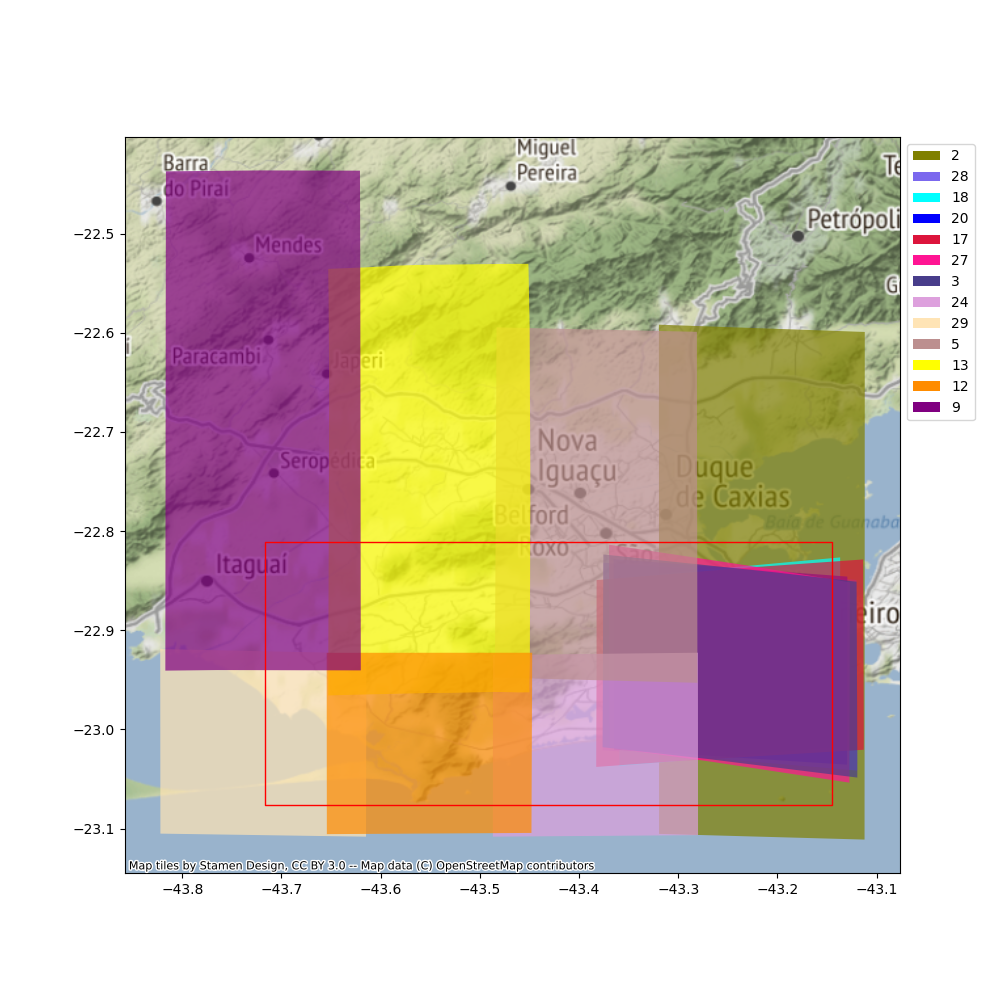 Miguel
Pereira
Barra
do Pirai
Te
Petrópoli
Mendes
G
Paracambi
Japeri
i
Nova
Iguaçu
Seropédica
Duque
de Caxias
Belford
Roxo
Baía de Guanaba
São
Itaguaí
eiro
Map tiles by Stamen Design, CC BY 3.0 -- Map data (C) OpenStreetMap contributors
−22.5
−22.6
−22.7
−22.8
−22.9
−23.0
−23.1
−43.8 −43.7 −43.6 −43.5 −43.4 −43.3 −43.2 −43.1
2
28
18
20
17
27
3
24
29
5
13
12
9